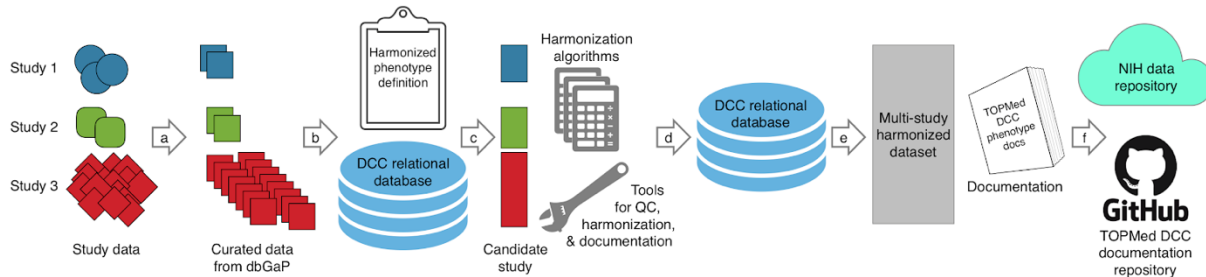 Study 1
Study 2
Study 3
Study data
a
Curated data
from dbGaP
b
Harmonized
phenotype
definition
DCC relational
database
c
Candidate
study
Harmonization
algorithms
Tools
for QC,
harmonization,
& documentation
d
DCC relational
database
e
Multi-study
harmonized
dataset
TOPMed
DCC
phenotype
docs
Documentation
f
NIH data
repository
GitHub
TOPMed DCC
documentation
repository